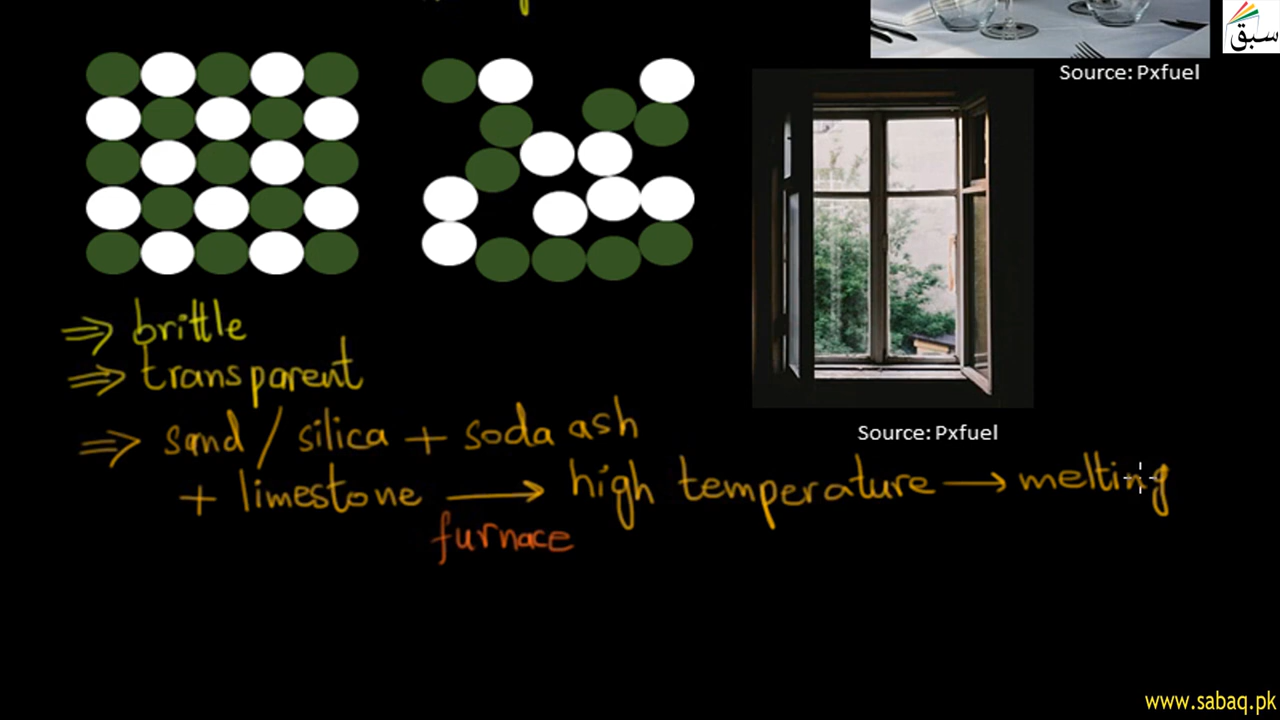 سبق
Source: Pxfuel
Source: Pxfuel
⇒ brittle
⇒ transparent
⇒ sand / silica + soda ash
+ limestone ⟶ high temperature → melting
furnace
www.sabaq.pk